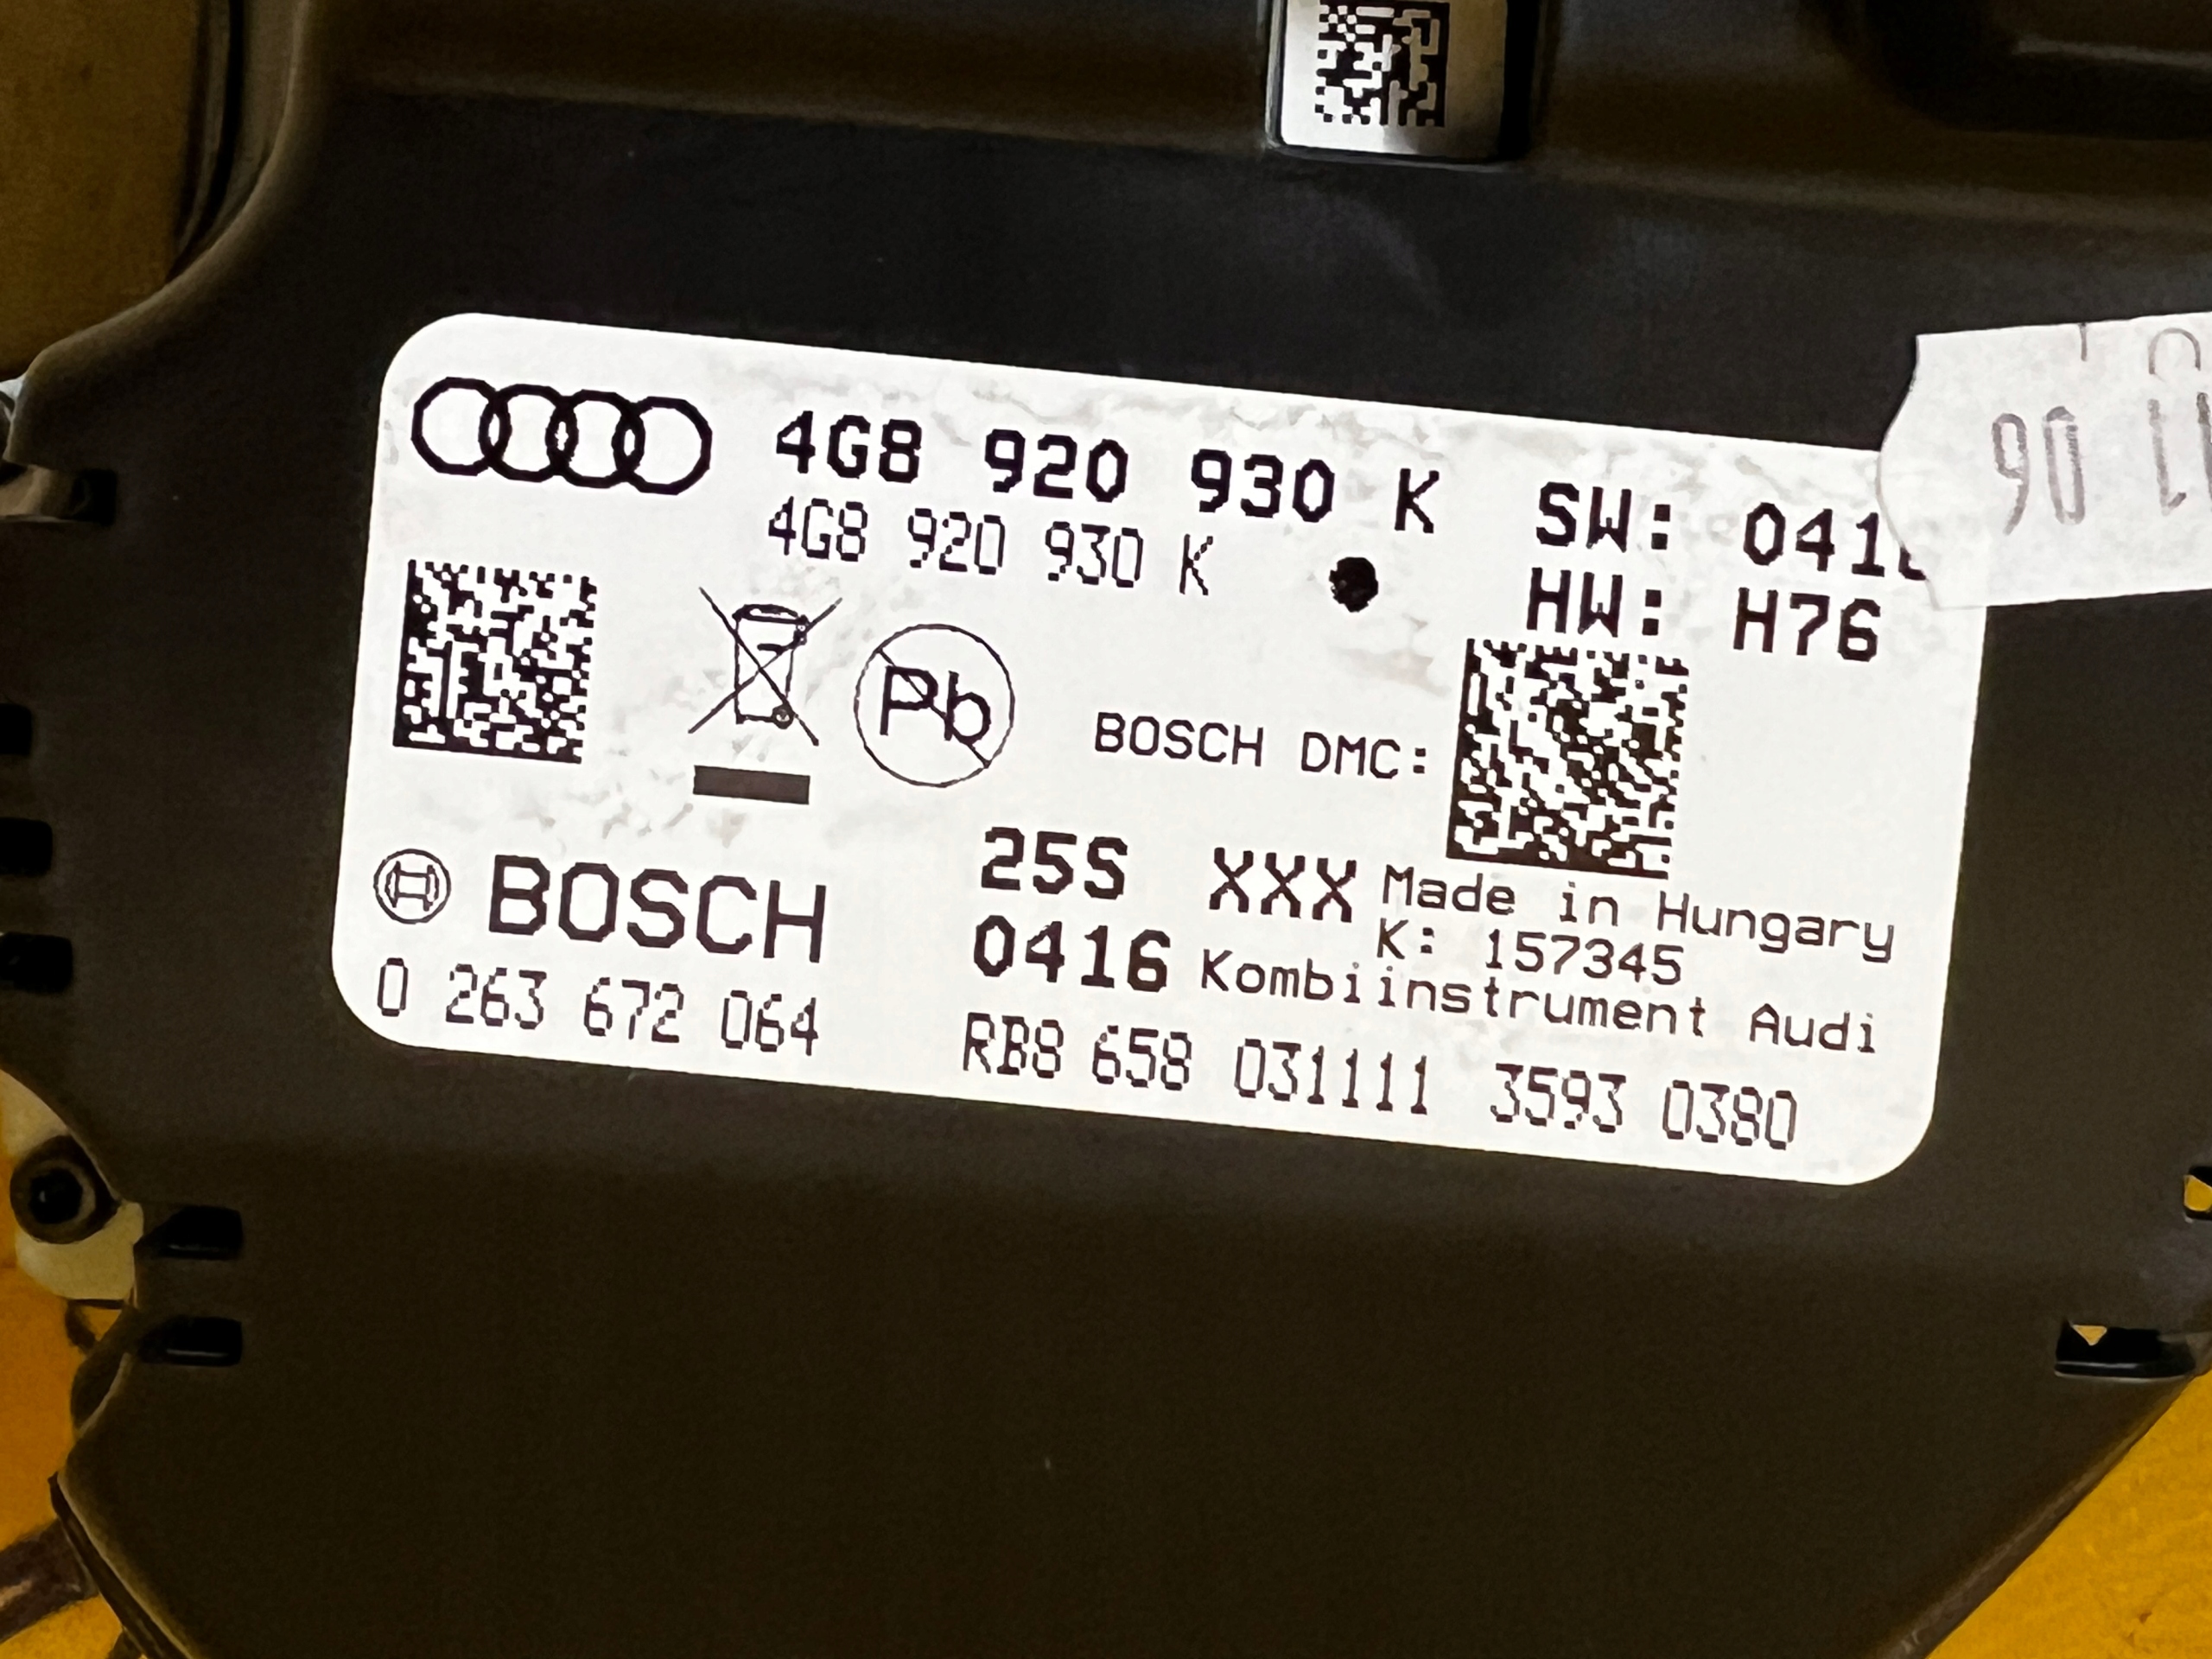 4G8 920 930 K SW: 041
4G8 920 930 K HW: H76
Pb
BOSCH DMC:
BOSCH 25S XXX Made in Hungary
K: 157345
0416 Kombiinstrument Audi
0 263 672 064 RB8 658 031111 3593 0380